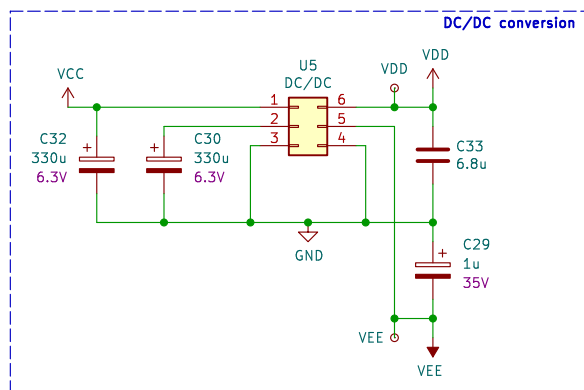 DC/DC conversion
VCC
U5
DC/DC
VDD
VDD
1
2
3
6
5
4
C32
330u
6.3V
C30
330u
6.3V
C33
6.8u
GND
C29
1u
35V
VEE
VEE